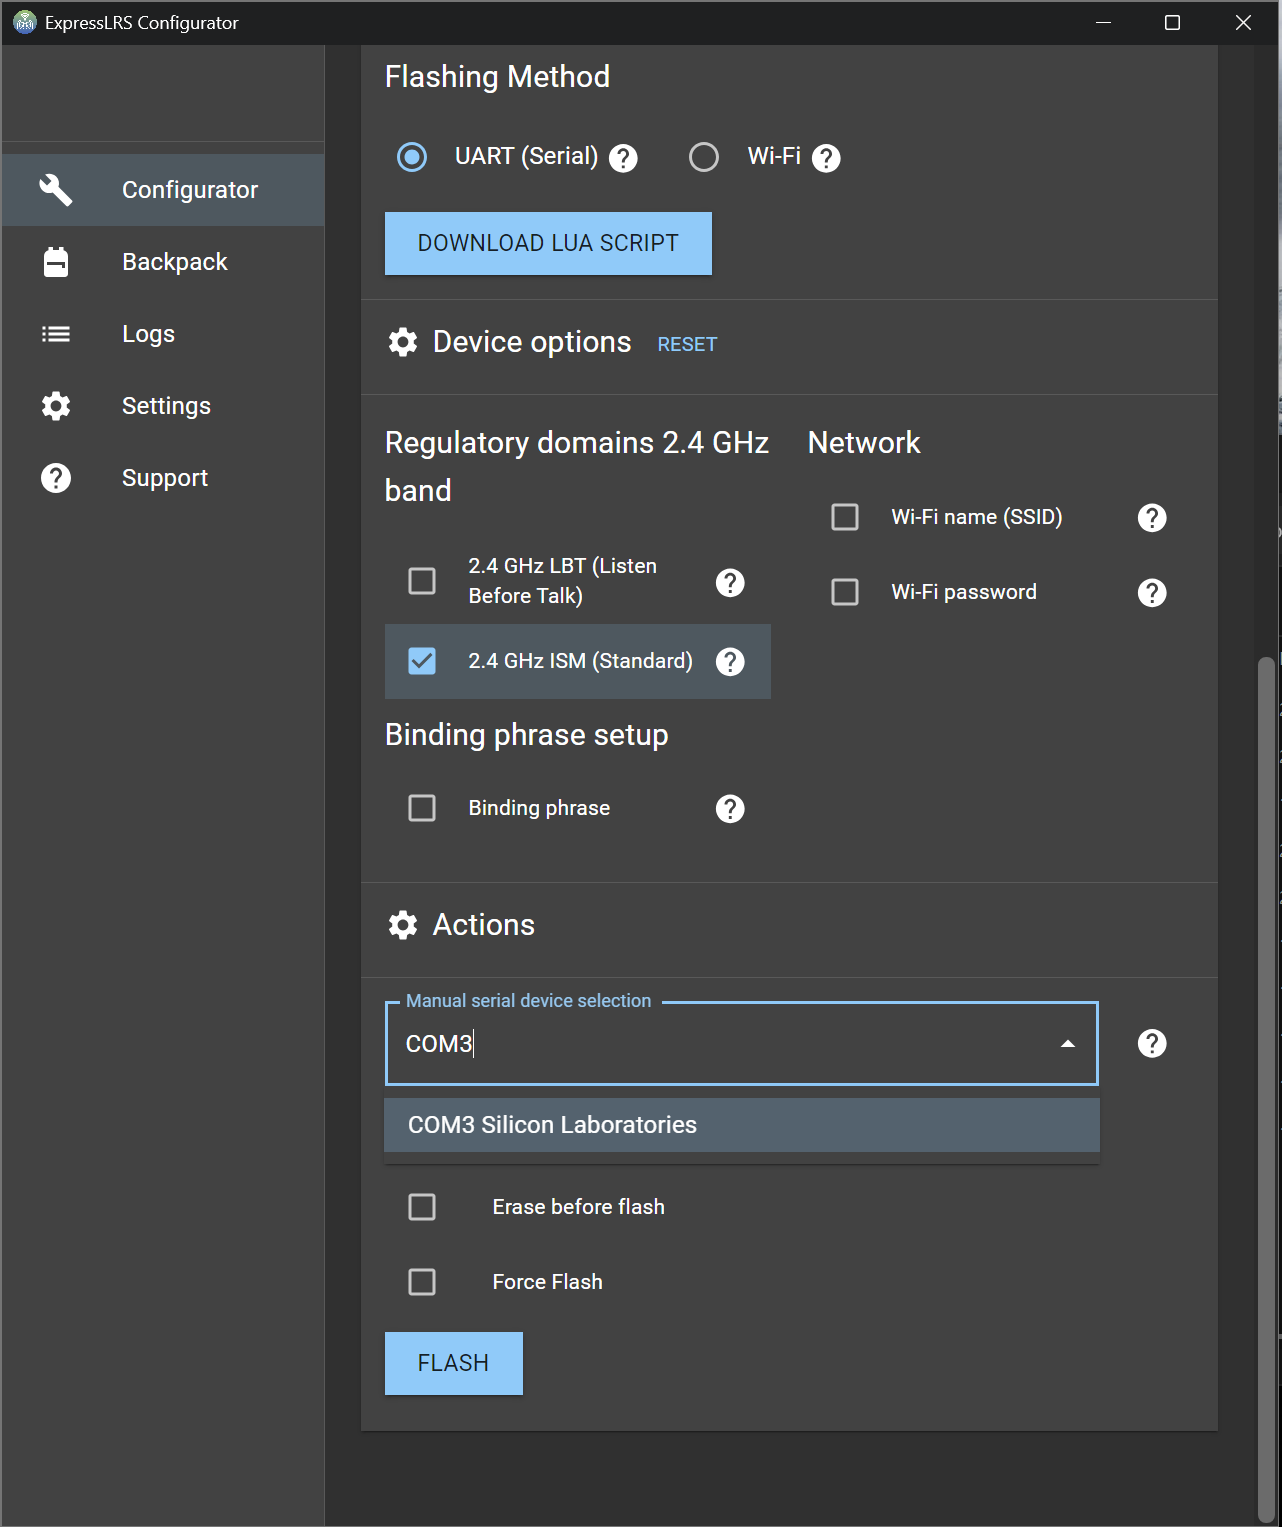 ExpressLRS Configurator
Configurator
Backpack
Logs
Settings
Support
Flashing Method
UART (Serial)
Wi-Fi
DOWNLOAD LUA SCRIPT
Device options RESET
Regulatory domains 2.4 GHz
band
2.4 GHz LBT (Listen
Before Talk)
2.4 GHz ISM (Standard)
Binding phrase setup
Binding phrase
Network
Wi-Fi name (SSID)
Wi-Fi password
Actions
Manual serial device selection
COM3
COM3 Silicon Laboratories
Erase before flash
Force Flash
FLASH